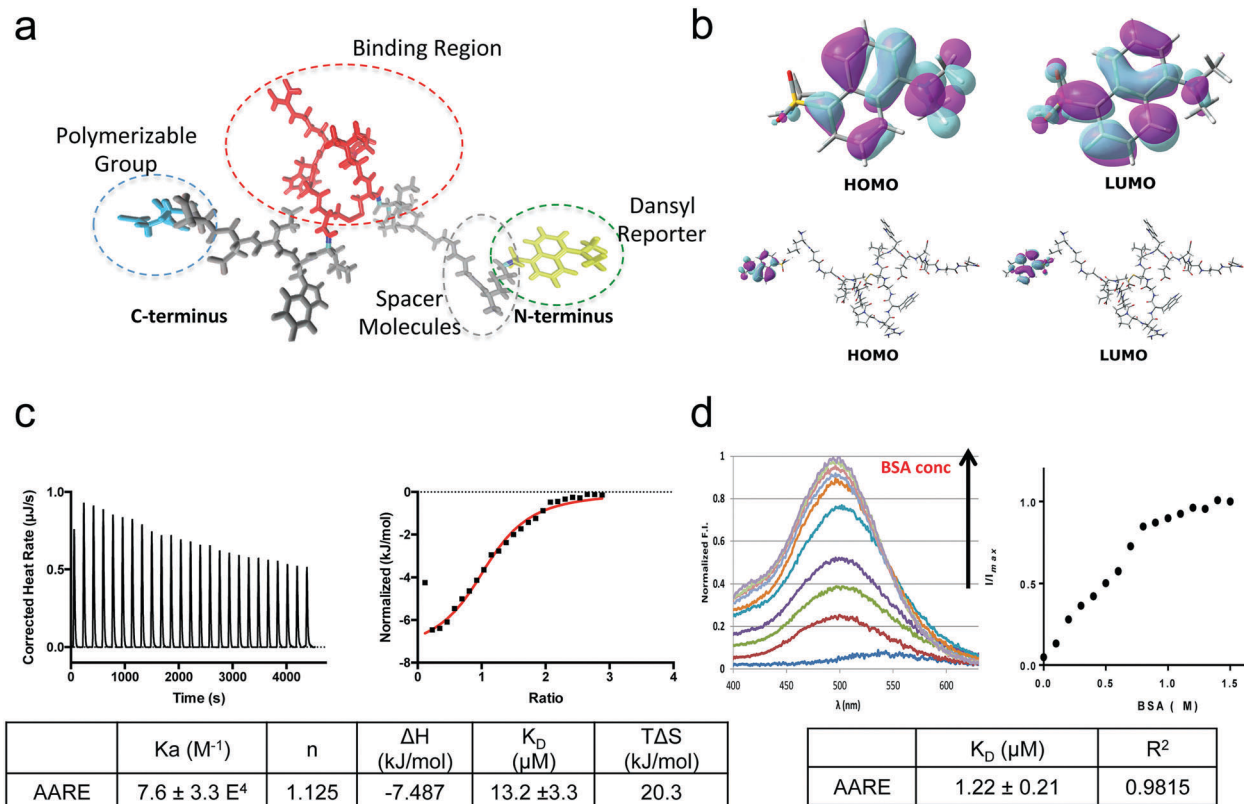 a
Binding Region
Polymerizable
Group
Dansyl
Reporter
C-terminus
Spacer
Molecules
N-terminus
b
HOMO
LUMO
HOMO
LUMO
c
Corrected Heat Rate (µJ/s)
1.0
0.5
0.0
0 1000 2000 3000 4000
Time (s)
Normalized (kJ/mol)
0
-2
-4
-6
-8
0 1 2 3 4
Ratio
Ka (M-1) n ΔH (kJ/mol) KD (µM) TΔS (kJ/mol)
AARE 7.6 ± 3.3 E4 1.125 -7.487 13.2 ±3.3 20.3
d
BSA conc
Normalized F.I.
1
0.8
0.6
0.4
0.2
0
400 450 500 550 600
λ (nm)
I/Imax
1.0
0.5
0.0
0.0 0.5 1.0 1.5
BSA ( M)
KD (µM) R2
AARE 1.22 ± 0.21 0.9815